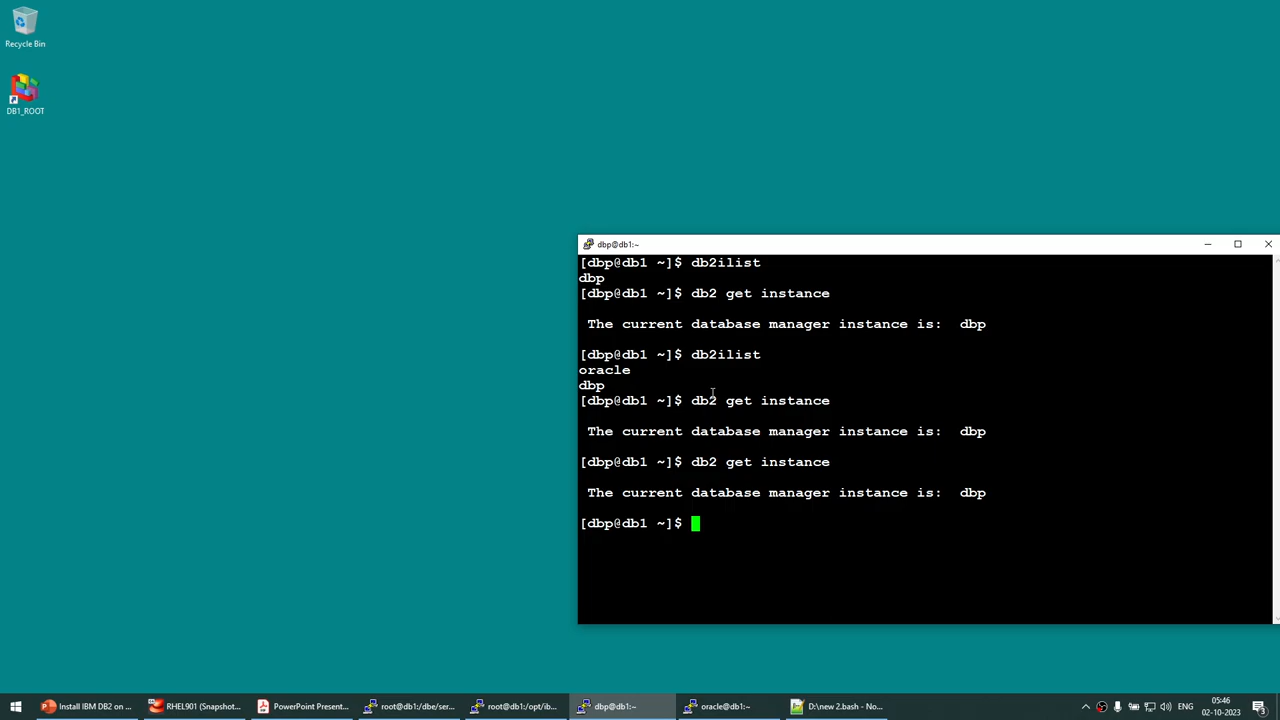 Recycle Bin
DB1_ROOT
dbp@db1:~
[dbp@db1 ~]$ db2ilist
dbp
[dbp@db1 ~]$ db2 get instance
The current database manager instance is:  dbp
[dbp@db1 ~]$ db2ilist
oracle
dbp
[dbp@db1 ~]$ db2 get instance
The current database manager instance is:  dbp
[dbp@db1 ~]$ db2 get instance
The current database manager instance is:  dbp
[dbp@db1 ~]$
Install IBM DB2 on ...
RHEL901 (Snapshot...
PowerPoint Present...
root@db1:/dbe/ser...
root@db1:/opt/ib...
dbp@db1:~
oracle@db1:~
D:\new 2.bash - No...
ENG
05:46
02-10-2023
3